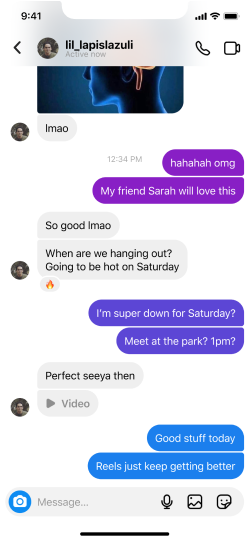 9:41
lil_lapislazuli
Active now
lmao
12:34 PM
hahahah omg
My friend Sarah will love this
So good lmao
When are we hanging out?
Going to be hot on Saturday
I'm super down for Saturday?
Meet at the park? 1pm?
Perfect seeya then
Video
Good stuff today
Reels just keep getting better
Message...